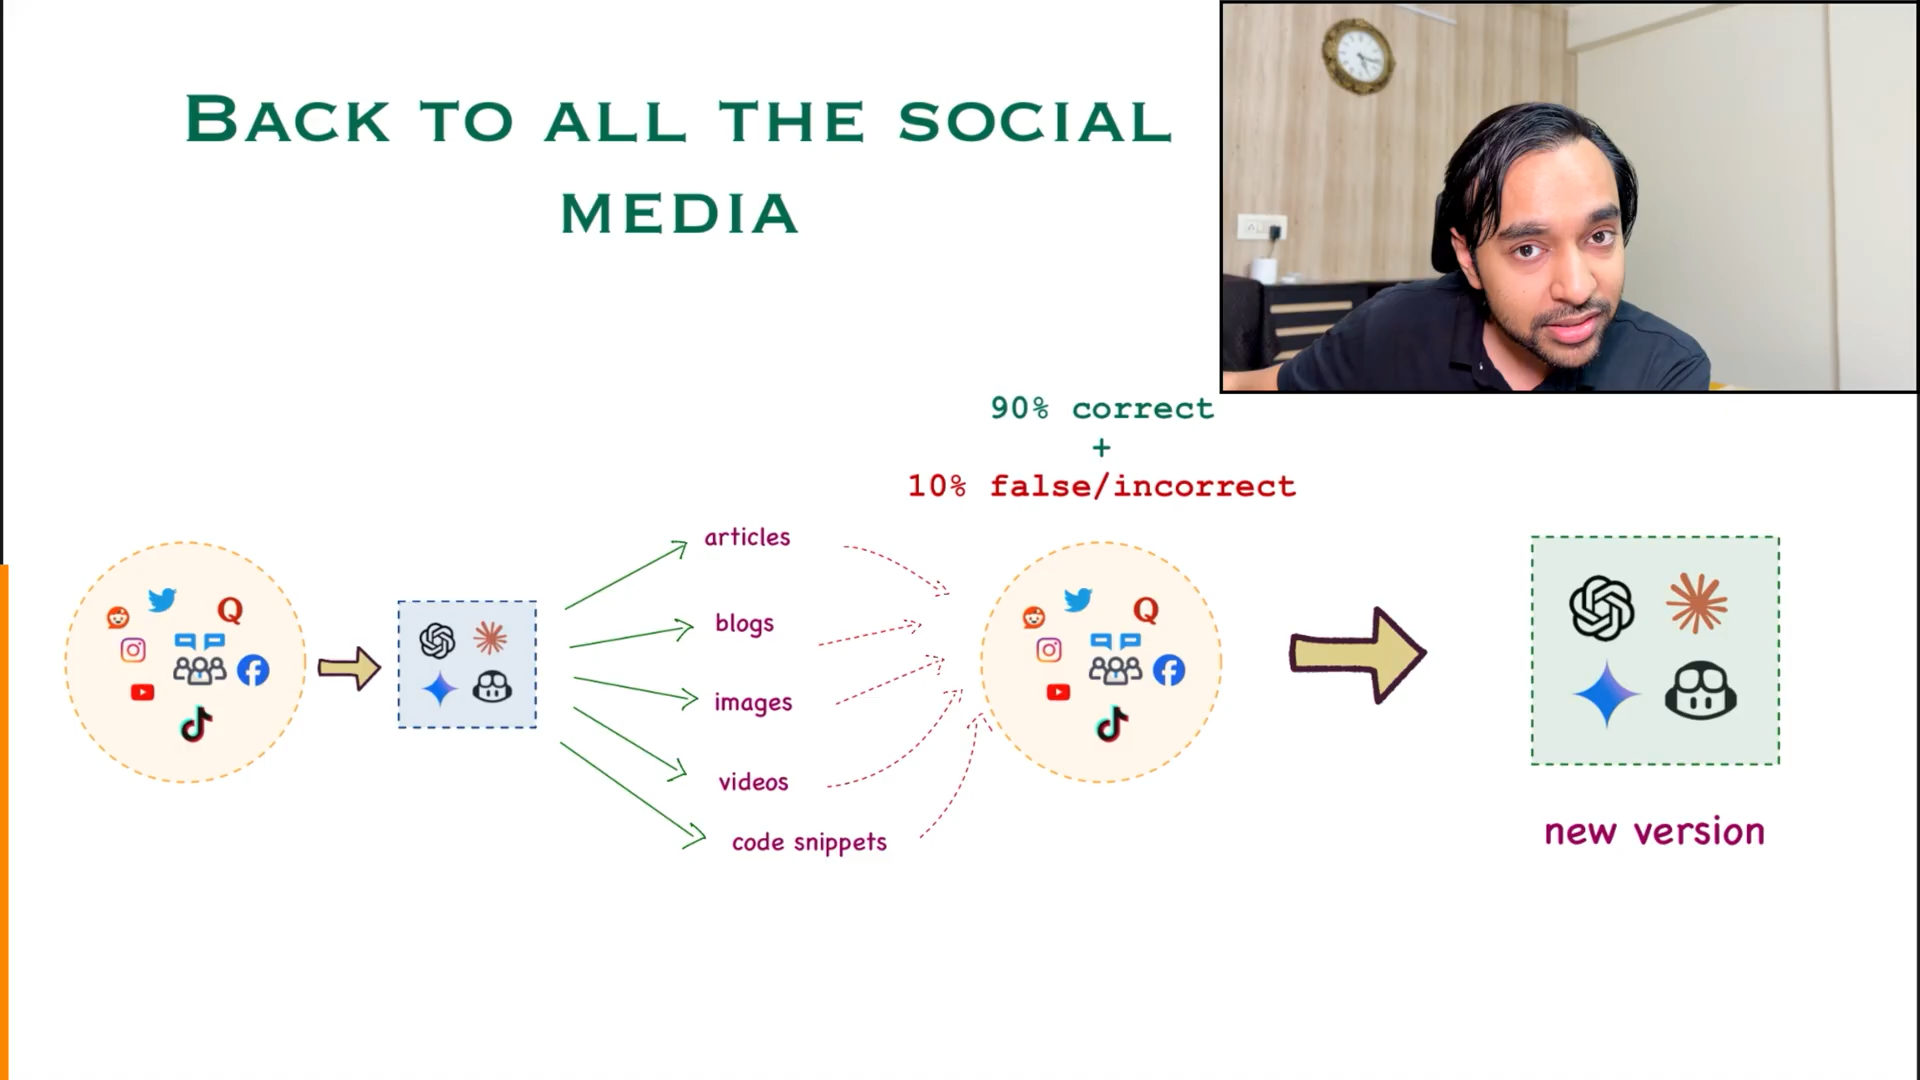 BACK TO ALL THE SOCIAL
MEDIA
90% correct
+
10% false/incorrect
articles
blogs
images
videos
code snippets
new version